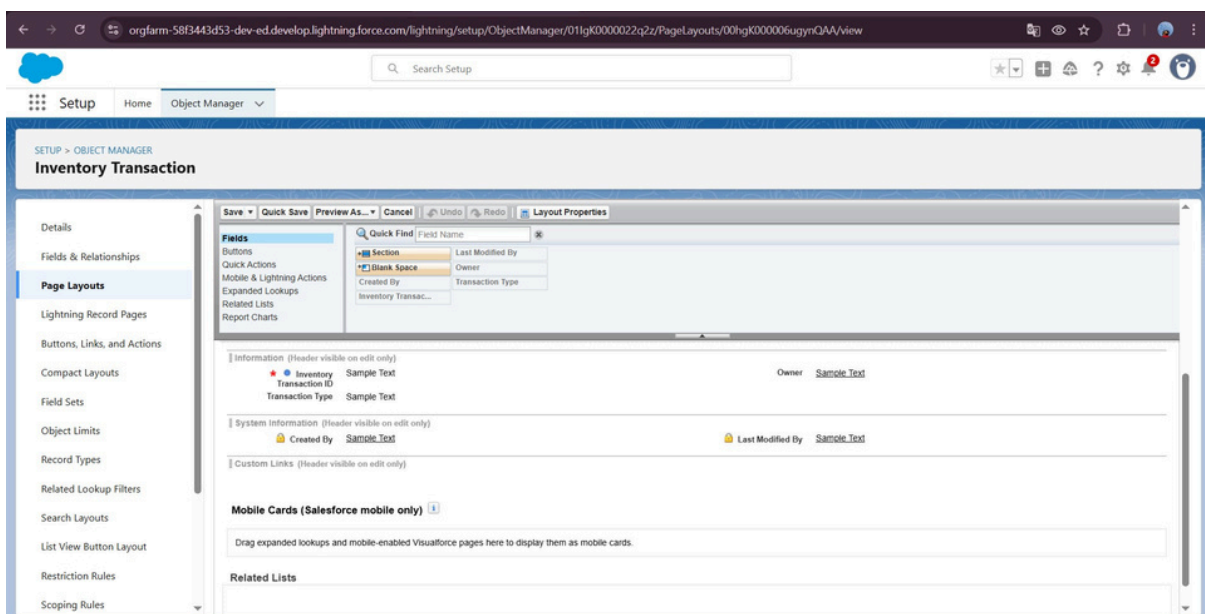 orgfarm-58f3443d53-dev-ed.develop.lightning.force.com/lightning/setup/ObjectManager/01IgK0000022q2z/PageLayouts/00hgK000006ugynQAA/view
Search Setup
2
Setup Home Object Manager
SETUP > OBJECT MANAGER
Inventory Transaction
Details
Fields & Relationships
Page Layouts
Lightning Record Pages
Buttons, Links, and Actions
Compact Layouts
Field Sets
Object Limits
Record Types
Related Lookup Filters
Search Layouts
List View Button Layout
Restriction Rules
Scoping Rules
Save Quick Save Preview As... Cancel Undo Redo Layout Properties
Fields
Buttons
Quick Actions
Mobile & Lightning Actions
Expanded Lookups
Related Lists
Report Charts
Quick Find Field Name
Section Last Modified By
Blank Space Owner
Created By Transaction Type
Inventory Transac...
Information (Header visible on edit only)
Inventory Transaction ID Sample Text Owner Sample Text
Transaction Type Sample Text
System Information (Header visible on edit only)
Created By Sample Text Last Modified By Sample Text
Custom Links (Header visible on edit only)
Mobile Cards (Salesforce mobile only) i
Drag expanded lookups and mobile-enabled Visualforce pages here to display them as mobile cards.
Related Lists